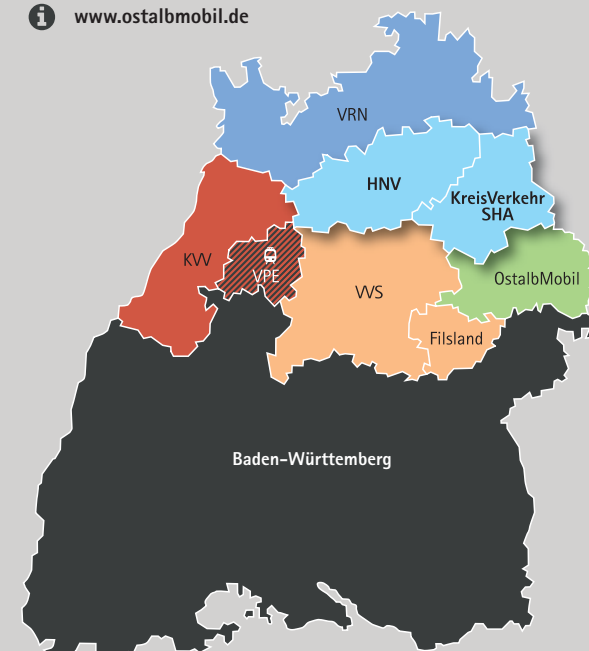 www.ostalbmobil.de
VRN
HNV
KreisVerkehr
SHA
KVV
VPE
VVS
OstalbMobil
Filsland
Baden-Württemberg